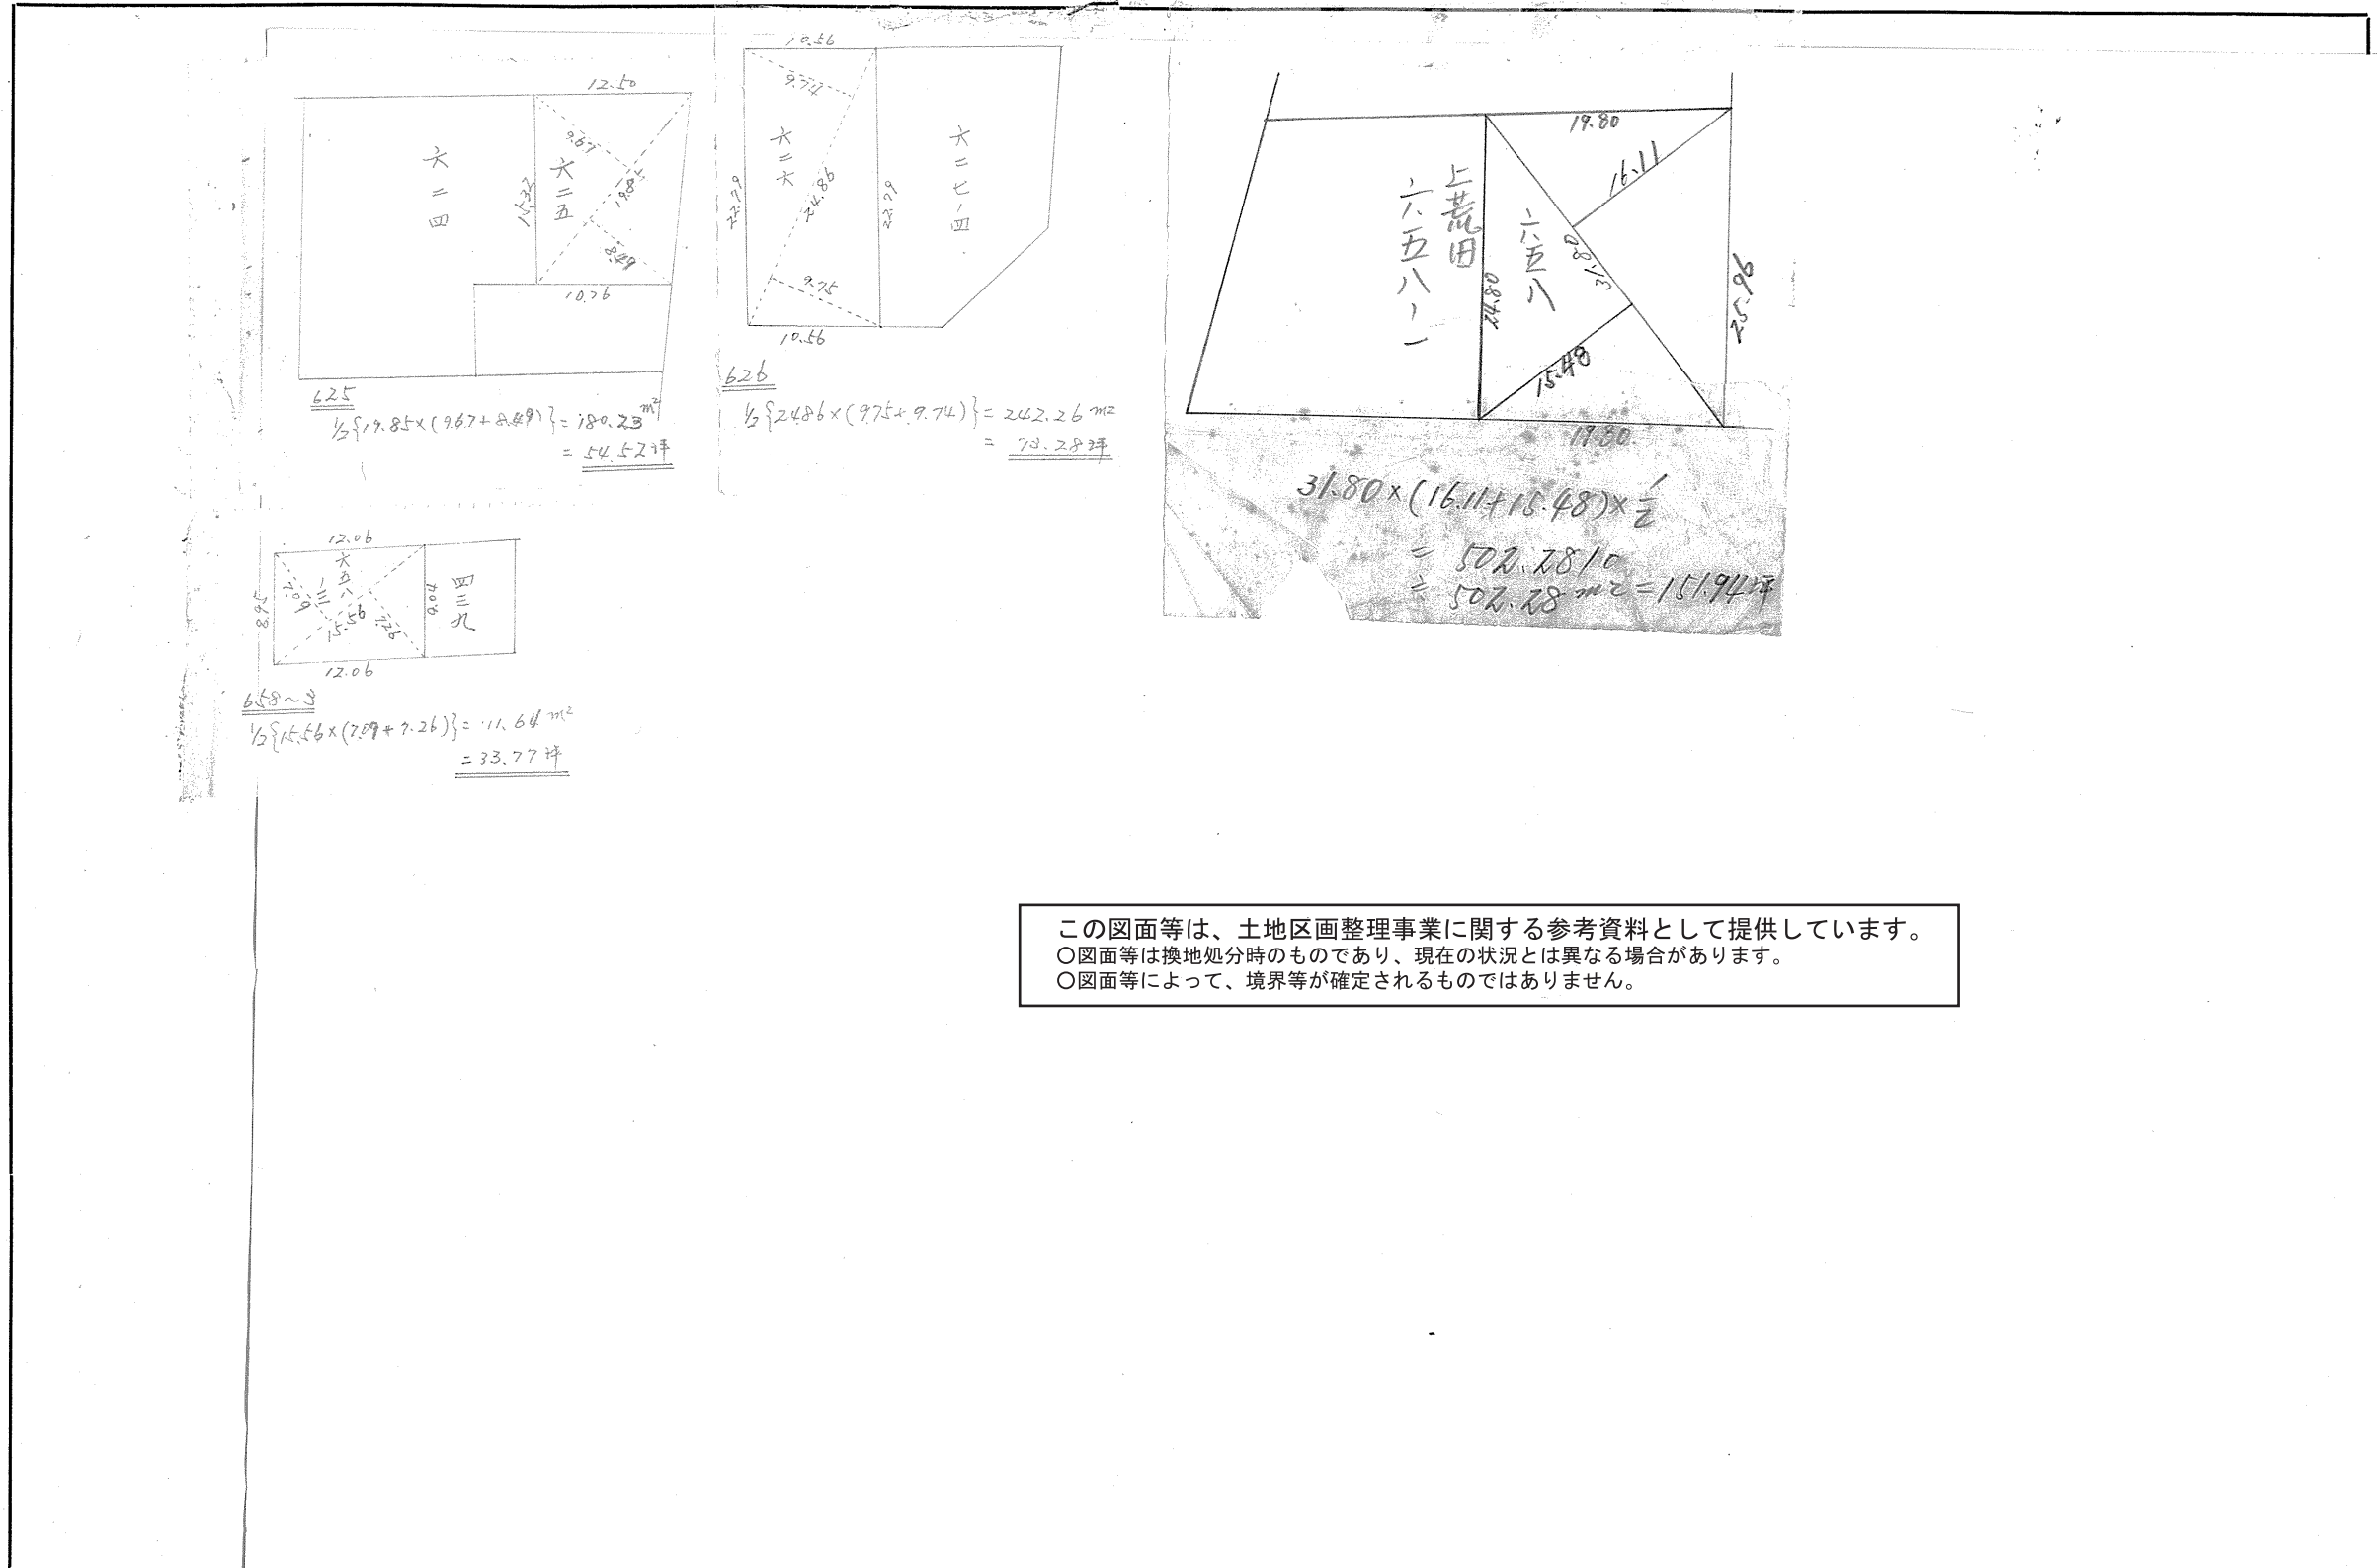 12.50
六二四
六二五
9.67
19.85
15.32
8.49
10.76
625
½{19.85×(9.67+8.49)}=180.23m²
=54.52坪
10.56
9.74
六二六
24.86
22.79
22.79
六二七ー四
9.75
10.56
626
½{24.86×(9.75+9.74)}=242.26m²
=73.28坪
19.80
16.11
上荒田
六五八ー一
六五八
24.80
31.80
25.96
15.48
19.80
31.80×(16.11+15.48)×½
=502.2810
≒502.28m²=151.94坪
12.06
六五八
ー三
7.09
8.95
15.56
7.26
9.04
四三九
12.06
658~3
½{15.56×(7.09+7.26)}=111.64m²
=33.77坪
この図面等は、土地区画整理事業に関する参考資料として提供しています。
○図面等は換地処分時のものであり、現在の状況とは異なる場合があります。
○図面等によって、境界等が確定されるものではありません。